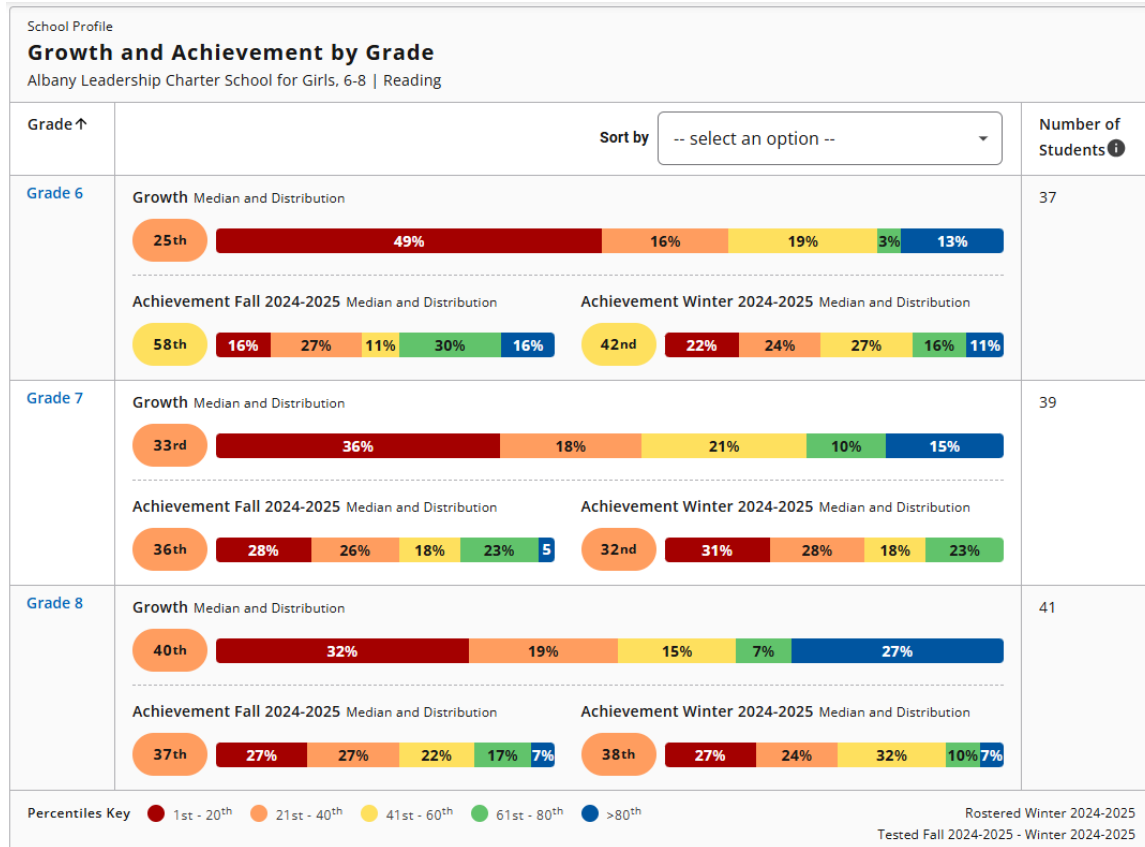 School Profile
Growth and Achievement by Grade
Albany Leadership Charter School for Girls, 6-8 | Reading
Grade↑
Sort by
-- select an option --
Number of
Students
Grade 6
Growth Median and Distribution
37
25th 49% 16% 19% 3% 13%
Achievement Fall 2024-2025 Median and Distribution
58th 16% 27% 11% 30% 16%
Achievement Winter 2024-2025 Median and Distribution
42nd 22% 24% 27% 16% 11%
Grade 7
Growth Median and Distribution
39
33rd 36% 18% 21% 10% 15%
Achievement Fall 2024-2025 Median and Distribution
36th 28% 26% 18% 23% 5
Achievement Winter 2024-2025 Median and Distribution
32nd 31% 28% 18% 23%
Grade 8
Growth Median and Distribution
41
40th 32% 19% 15% 7% 27%
Achievement Fall 2024-2025 Median and Distribution
37th 27% 27% 22% 17% 7%
Achievement Winter 2024-2025 Median and Distribution
38th 27% 24% 32% 10% 7%
Percentiles Key 1st - 20th 21st - 40th 41st - 60th 61st - 80th >80th
Rostered Winter 2024-2025
Tested Fall 2024-2025 - Winter 2024-2025